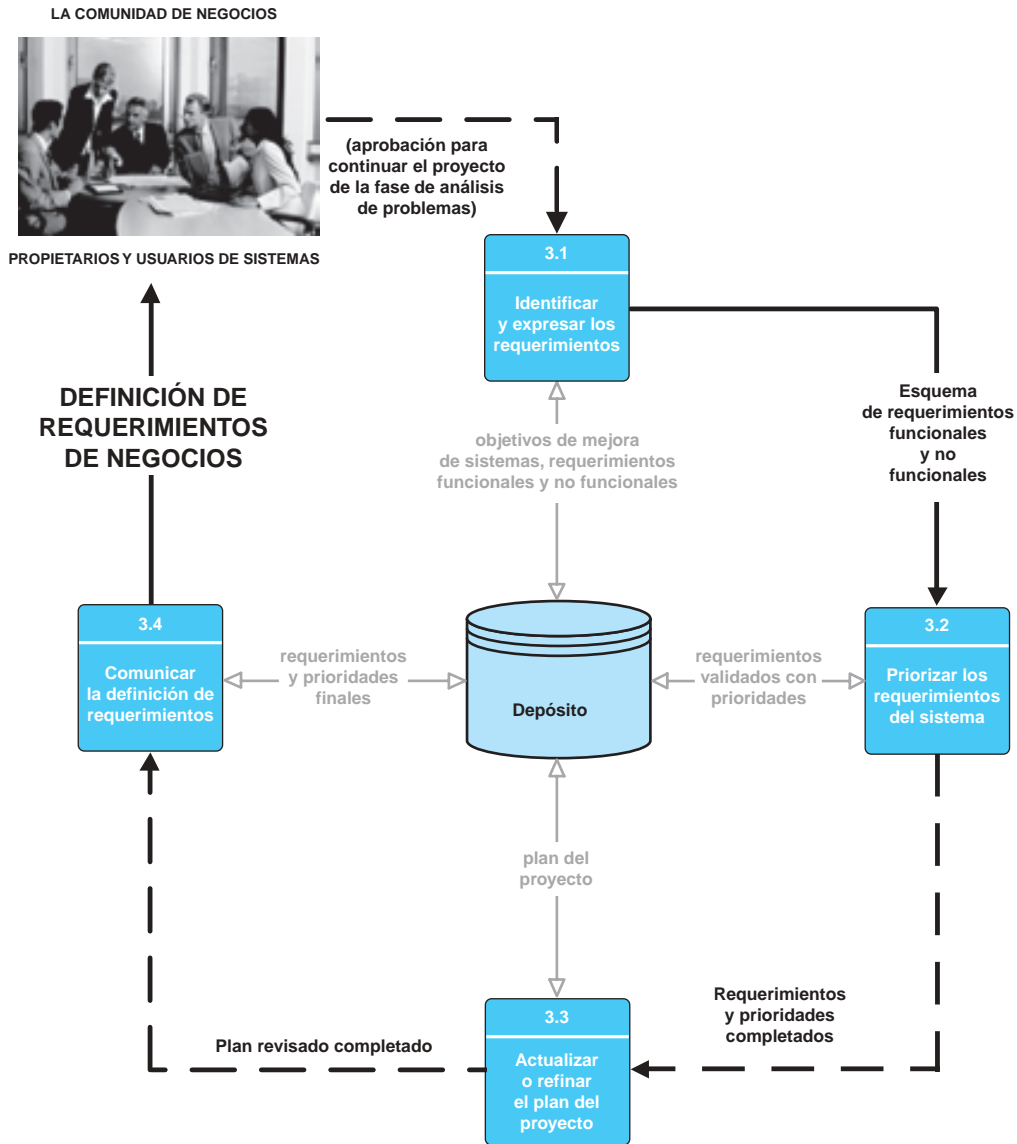 LA COMUNIDAD DE NEGOCIOS
(aprobación para
continuar el proyecto
de la fase de análisis
de problemas)
PROPIETARIOS Y USUARIOS DE SISTEMAS
3.1
Identificar
y expresar los
requerimientos
DEFINICIÓN DE
REQUERIMIENTOS
DE NEGOCIOS
Esquema
de requerimientos
funcionales
y no
funcionales
objetivos de mejora
de sistemas, requerimientos
funcionales y no funcionales
3.4
Comunicar
la definición de
requerimientos
requerimientos
y prioridades
finales
Depósito
requerimientos
validados con
prioridades
3.2
Priorizar los
requerimientos
del sistema
plan del
proyecto
Requerimientos
y prioridades
completados
Plan revisado completado
3.3
Actualizar
o refinar
el plan del
proyecto